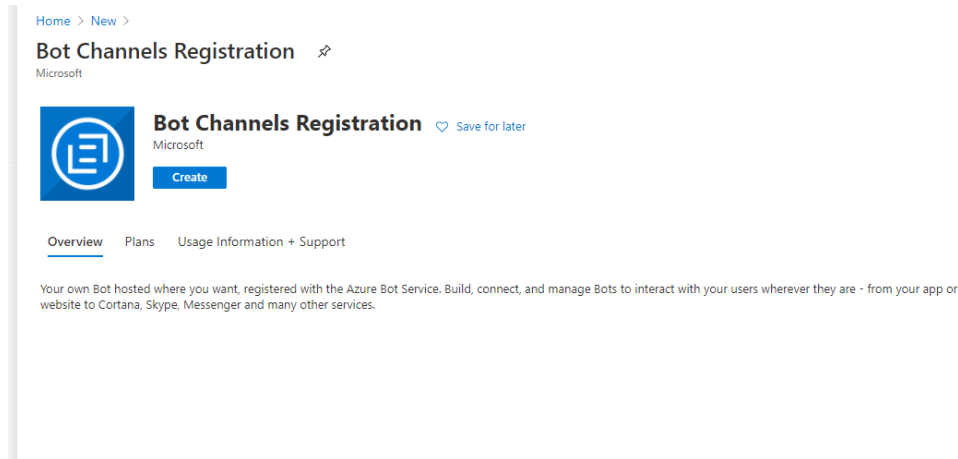 Home > New >
Bot Channels Registration
Microsoft
Bot Channels Registration Save for later
Microsoft
Create
Overview Plans Usage Information + Support
Your own Bot hosted where you want, registered with the Azure Bot Service. Build, connect, and manage Bots to interact with your users wherever they are - from your app or
website to Cortana, Skype, Messenger and many other services.